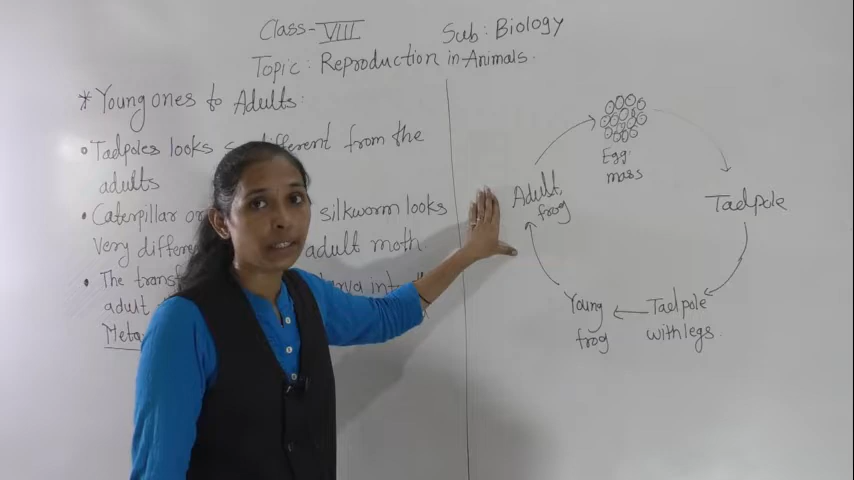 Class-VIII Sub: Biology
Topic: Reproduction in Animals.
* Young ones to Adults:
• Tadpoles looks different from the
adults
• Caterpillar or silkworm looks
Very adult moth.
• The
adult
Egg
mass
Tadpole
Tadpole
with legs.
Young
frog
Adult
frog